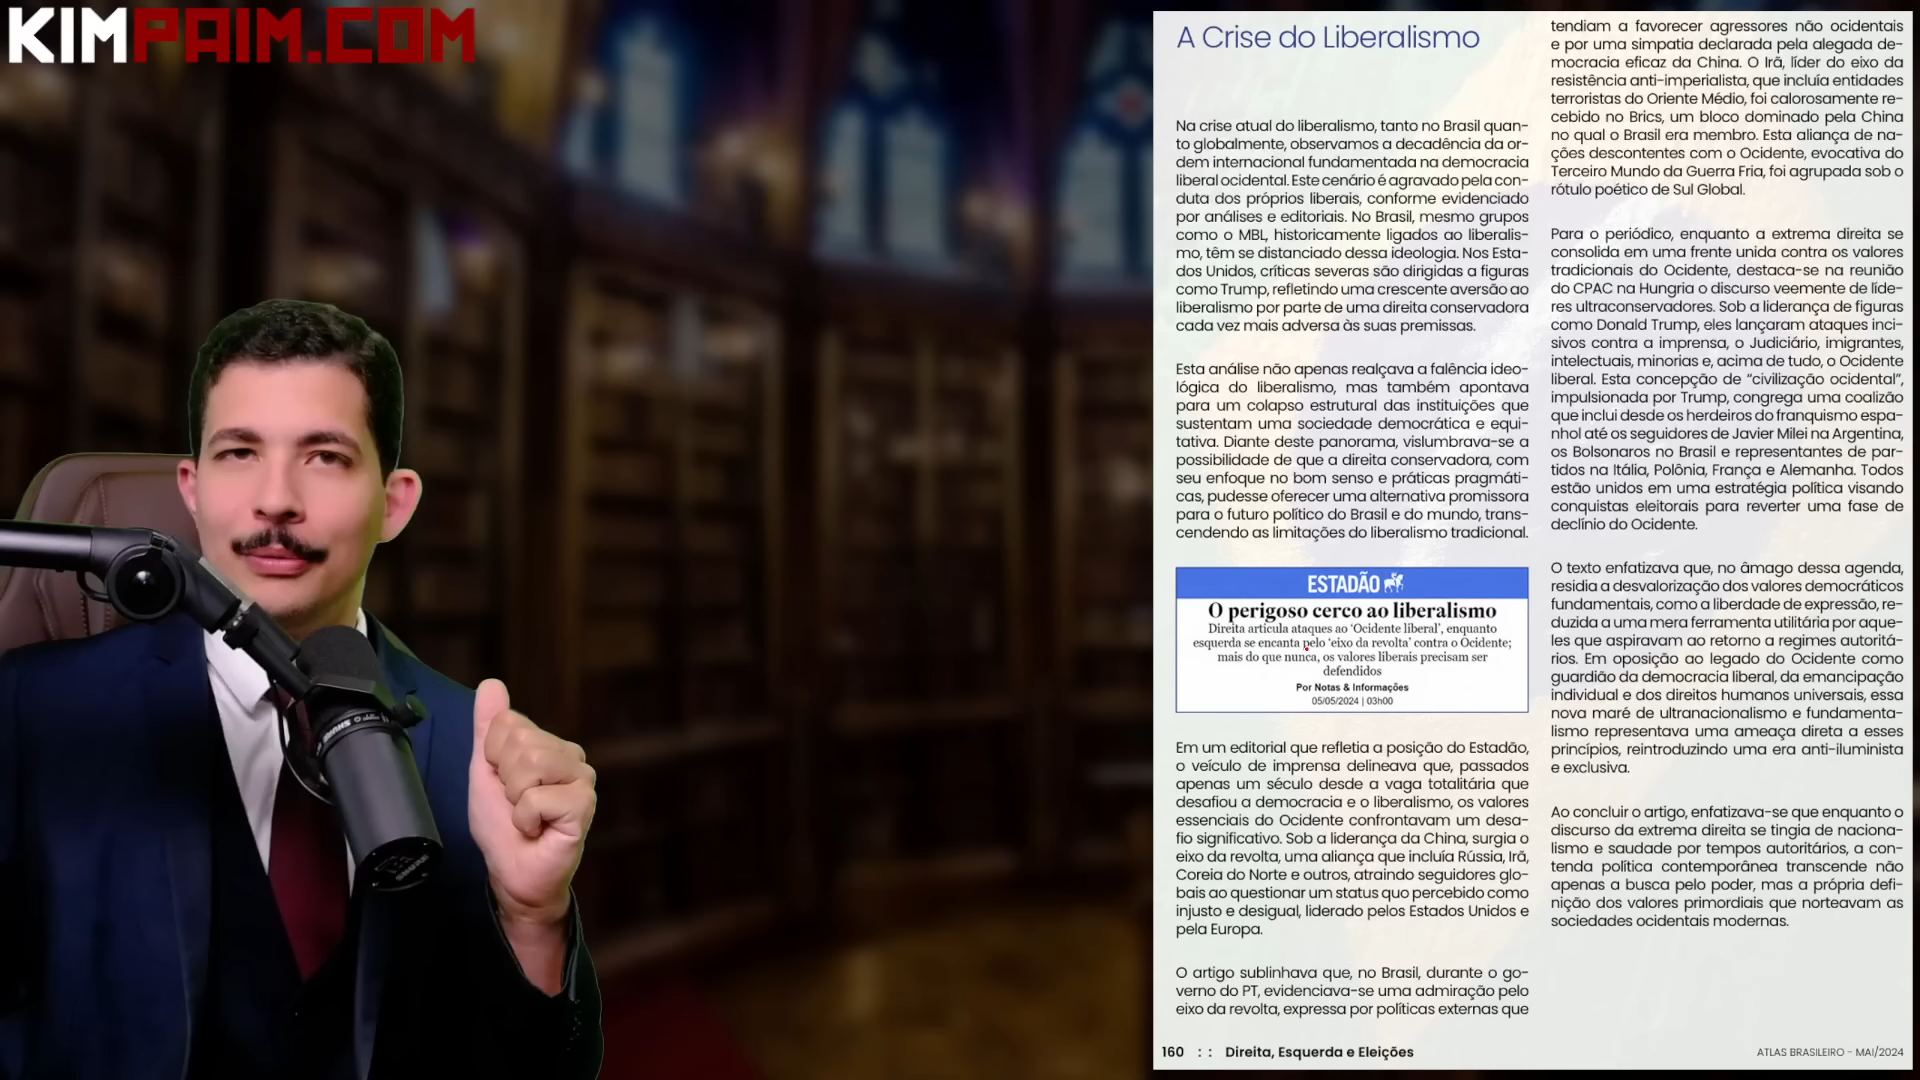 KIMPAIM.COM
A Crise do Liberalismo
Na crise atual do liberalismo, tanto no Brasil quan-
to globalmente, observamos a decadência da or-
dem internacional fundamentada na democracia
liberal ocidental. Este cenário é agravado pela con-
duta dos próprios liberais, conforme evidenciado
por análises e editoriais. No Brasil, mesmo grupos
como o MBL, historicamente ligados ao liberalis-
mo, têm se distanciado dessa ideologia. Nos Esta-
dos Unidos, críticas severas são dirigidas a figuras
como Trump, refletindo uma crescente aversão ao
liberalismo por parte de uma direita conservadora
cada vez mais adversa às suas premissas.
Esta análise não apenas realçava a falência ideo-
lógica do liberalismo, mas também apontava
para um colapso estrutural das instituições que
sustentam uma sociedade democrática e equi-
tativa. Diante deste panorama, vislumbrava-se a
possibilidade de que a direita conservadora, com
seu enfoque no bom senso e práticas pragmáti-
cas, pudesse oferecer uma alternativa promissora
para o futuro político do Brasil e do mundo, trans-
cendendo as limitações do liberalismo tradicional.
ESTADÃO
O perigoso cerco ao liberalismo
Direita articula ataques ao 'Ocidente liberal', enquanto
esquerda se encanta pelo 'eixo da revolta' contra o Ocidente;
mais do que nunca, os valores liberais precisam ser
defendidos
Por Notas & Informações
05/05/2024 | 03h00
Em um editorial que refletia a posição do Estadão,
o veículo de imprensa delineava que, passados
apenas um século desde a vaga totalitária que
desafiou a democracia e o liberalismo, os valores
essenciais do Ocidente confrontavam um desa-
fio significativo. Sob a liderança da China, surgia o
eixo da revolta, uma aliança que incluía Rússia, Irã,
Coreia do Norte e outros, atraindo seguidores glo-
bais ao questionar um status quo percebido como
injusto e desigual, liderado pelos Estados Unidos e
pela Europa.
O artigo sublinhava que, no Brasil, durante o go-
verno do PT, evidenciava-se uma admiração pelo
eixo da revolta, expressa por políticas externas que
tendiam a favorecer agressores não ocidentais
e por uma simpatia declarada pela alegada de-
mocracia eficaz da China. O Irã, líder do eixo da
resistência anti-imperialista, que incluía entidades
terroristas do Oriente Médio, foi calorosamente re-
cebido no Brics, um bloco dominado pela China
no qual o Brasil era membro. Esta aliança de na-
ções descontentes com o Ocidente, evocativa do
Terceiro Mundo da Guerra Fria, foi agrupada sob o
rótulo poético de Sul Global.
Para o periódico, enquanto a extrema direita se
consolida em uma frente unida contra os valores
tradicionais do Ocidente, destaca-se na reunião
do CPAC na Hungria o discurso veemente de líde-
res ultraconservadores. Sob a liderança de figuras
como Donald Trump, eles lançaram ataques inci-
sivos contra a imprensa, o Judiciário, imigrantes,
intelectuais, minorias e, acima de tudo, o Ocidente
liberal. Esta concepção de "civilização ocidental",
impulsionada por Trump, congrega uma coalizão
que inclui desde os herdeiros do franquismo espa-
nhol até os seguidores de Javier Milei na Argentina,
os Bolsonaros no Brasil e representantes de par-
tidos na Itália, Polônia, França e Alemanha. Todos
estão unidos em uma estratégia política visando
conquistas eleitorais para reverter uma fase de
declínio do Ocidente.
O texto enfatizava que, no âmago dessa agenda,
residia a desvalorização dos valores democráticos
fundamentais, como a liberdade de expressão, re-
duzida a uma mera ferramenta utilitária por aque-
les que aspiravam ao retorno a regimes autoritá-
rios. Em oposição ao legado do Ocidente como
guardião da democracia liberal, da emancipação
individual e dos direitos humanos universais, essa
nova maré de ultranacionalismo e fundamenta-
lismo representava uma ameaça direta a esses
princípios, reintroduzindo uma era anti-iluminista
e exclusiva.
Ao concluir o artigo, enfatizava-se que enquanto o
discurso da extrema direita se tingia de naciona-
lismo e saudade por tempos autoritários, a con-
tenda política contemporânea transcende não
apenas a busca pelo poder, mas a própria defi-
nição dos valores primordiais que norteavam as
sociedades ocidentais modernas.
160 : : Direita, Esquerda e Eleições
ATLAS BRASILEIRO - MAI/2024